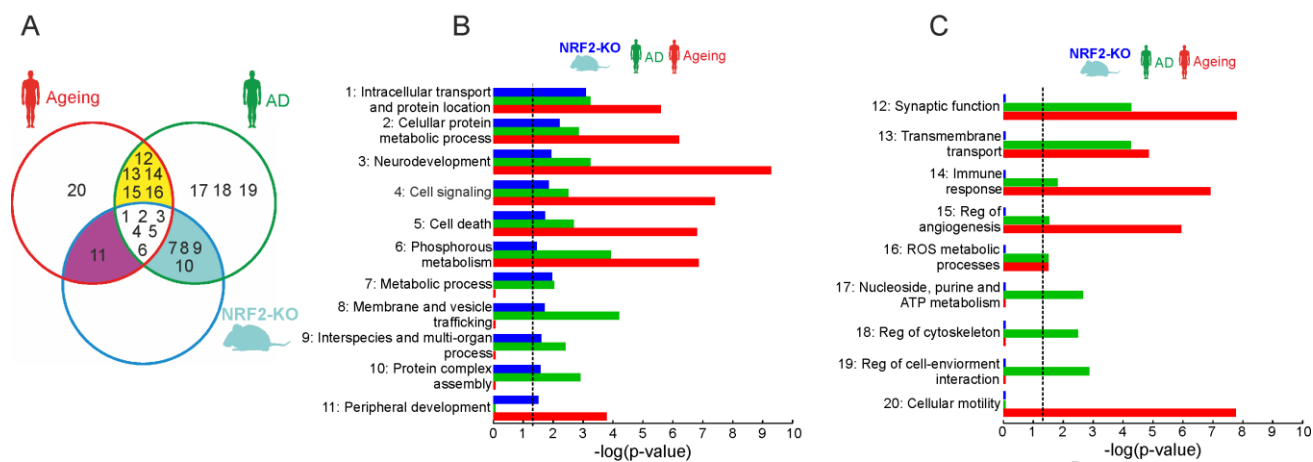 A
Ageing
AD
20
12
13 14
15 16
17 18 19
1 2 3
4 5
6
11
7 8 9
10
NRF2-KO
B
NRF2-KO
AD
Ageing
1: Intracellular transport
and protein location
2: Celullar protein
metabolic process
3: Neurodevelopment
4: Cell signaling
5: Cell death
6: Phosphorous
metabolism
7: Metabolic process
8: Membrane and vesicle
trafficking
9: Interspecies and multi-organ
process
10: Protein complex
assembly
11: Peripheral development
0 1 2 3 4 5 6 7 8 9 10
-log(p-value)
C
NRF2-KO
AD
Ageing
12: Synaptic function
13: Transmembrane
transport
14: Immune
response
15: Reg of
angiogenesis
16: ROS metabolic
processes
17: Nucleoside, purine and
ATP metabolism
18: Reg of cytoskeleton
19: Reg of cell-enviorment
interaction
20: Cellular motility
0 1 2 3 4 5 6 7 8 9 10
-log(p-value)